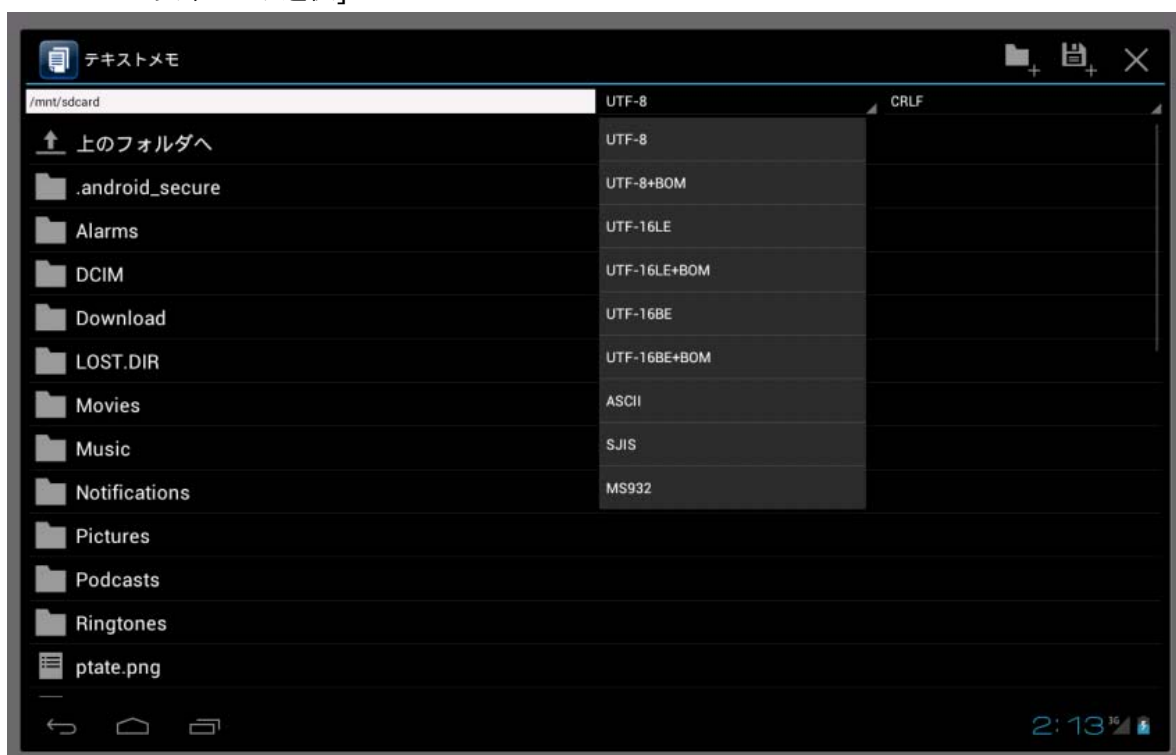 テキストメモ
/mnt/sdcard
UTF-8
CRLF
上のフォルダへ
.android_secure
Alarms
DCIM
Download
LOST.DIR
Movies
Music
Notifications
Pictures
Podcasts
Ringtones
ptate.png
UTF-8
UTF-8+BOM
UTF-16LE
UTF-16LE+BOM
UTF-16BE
UTF-16BE+BOM
ASCII
SJIS
MS932
2:13
3G